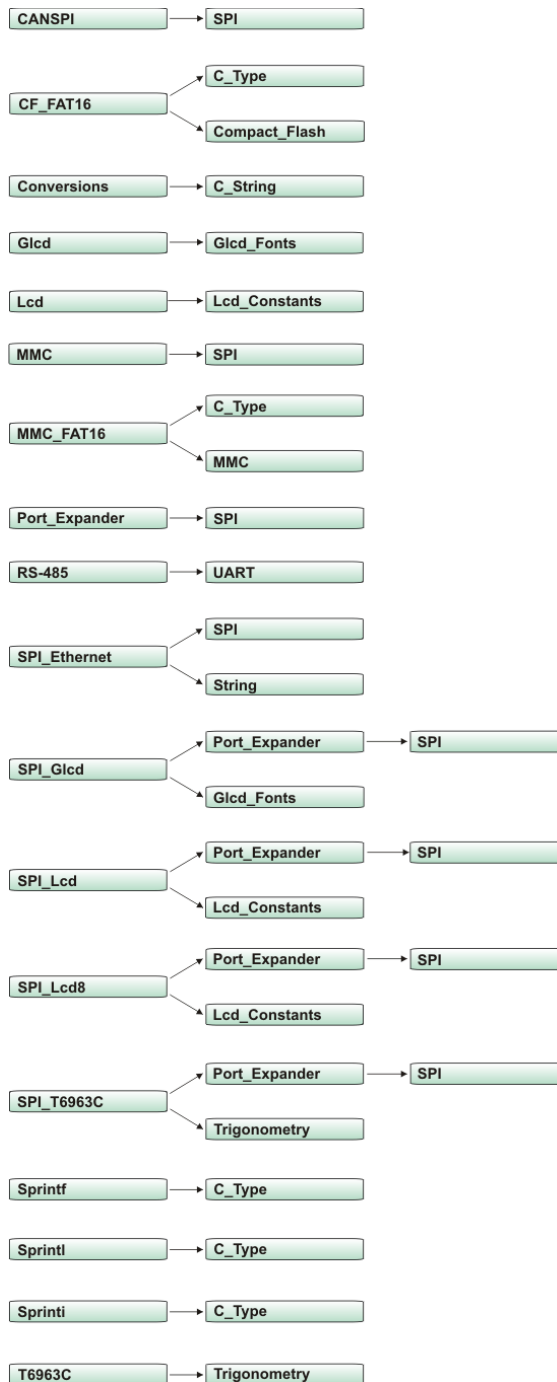 CANSPI
SPI
CF_FAT16
C_Type
Compact_Flash
Conversions
C_String
Glcd
Glcd_Fonts
Lcd
Lcd_Constants
MMC
SPI
MMC_FAT16
C_Type
MMC
Port_Expander
SPI
RS-485
UART
SPI_Ethernet
SPI
String
SPI_Glcd
Port_Expander
SPI
Glcd_Fonts
SPI_Lcd
Port_Expander
SPI
Lcd_Constants
SPI_Lcd8
Port_Expander
SPI
Lcd_Constants
SPI_T6963C
Port_Expander
SPI
Trigonometry
Sprintf
C_Type
Sprintl
C_Type
Sprinti
C_Type
T6963C
Trigonometry